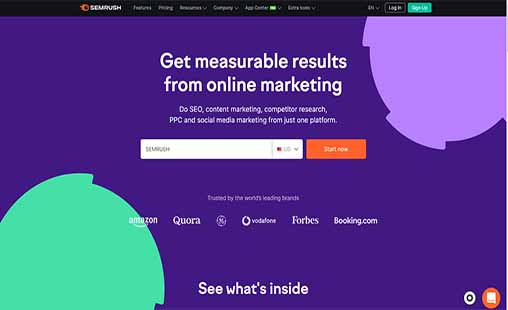 SEMRUSH
Features Pricing Resources Company App Center Extra tools EN Log In Sign Up
Get measurable results
from online marketing
Do SEO, content marketing, competitor research,
PPC and social media marketing from just one platform.
SEMRUSH US Start now
Trusted by the world's leading brands
amazon Quora vodafone Forbes Booking.com
See what's inside